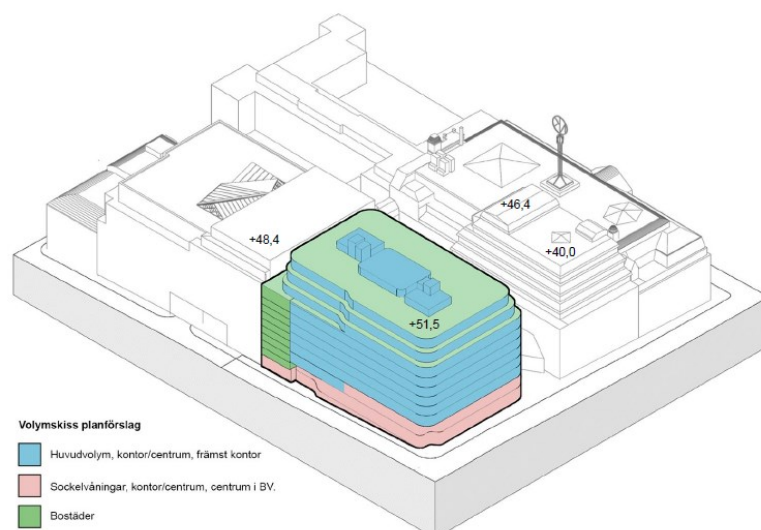 +46,4
+48,4
+40,0
+51,5
Volymskiss planförslag
Huvudvolym, kontor/centrum, främst kontor
Sockelvåningar, kontor/centrum, centrum i BV.
Bostäder